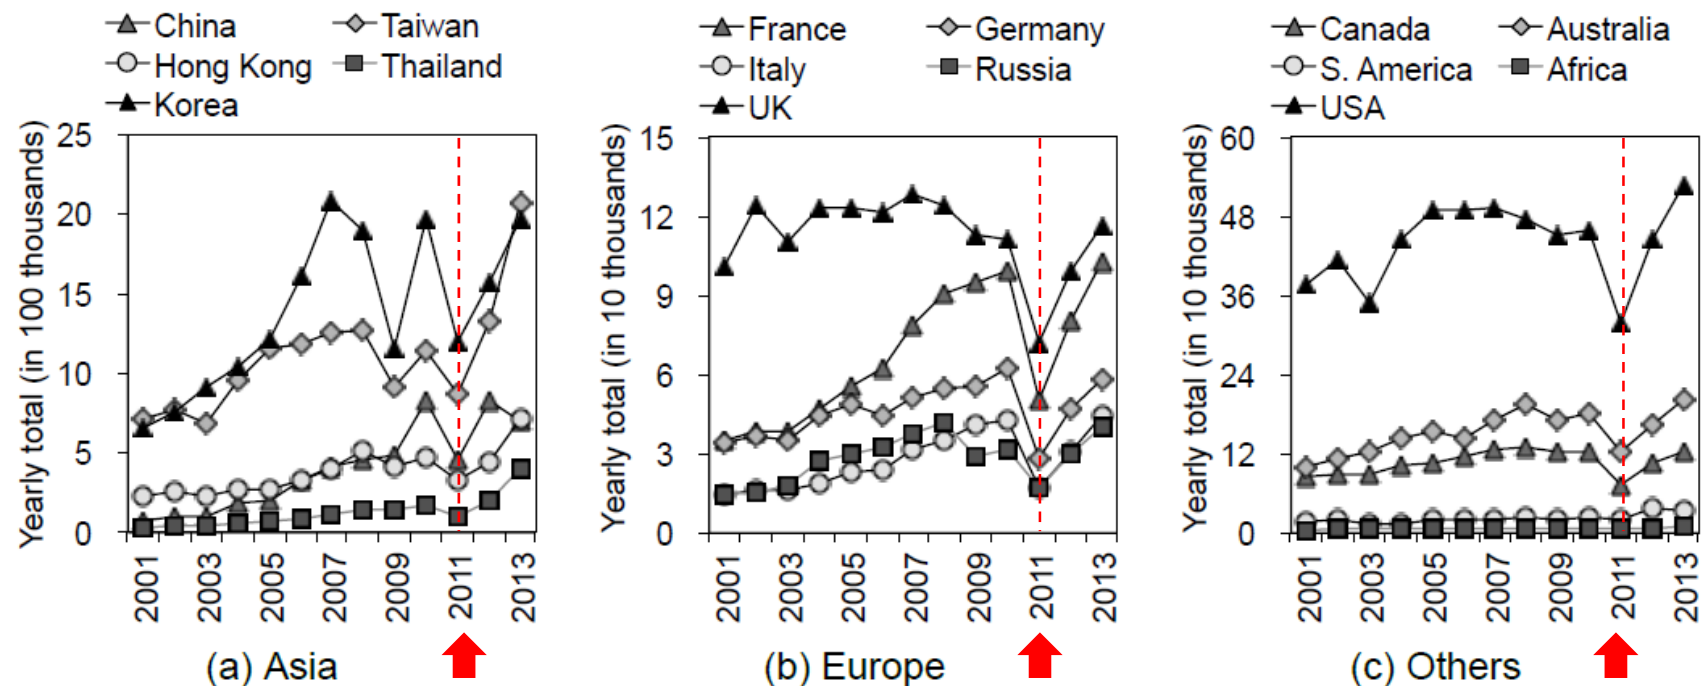 China Taiwan
Hong Kong Thailand
Korea
Yearly total (in 100 thousands)
25
20
15
10
5
0
2001 2003 2005 2007 2009 2011 2013
(a) Asia
France Germany
Italy Russia
UK
Yearly total (in 10 thousands)
15
12
9
6
3
0
2001 2003 2005 2007 2009 2011 2013
(b) Europe
Canada Australia
S. America Africa
USA
Yearly total (in 10 thousands)
60
48
36
24
12
0
2001 2003 2005 2007 2009 2011 2013
(c) Others